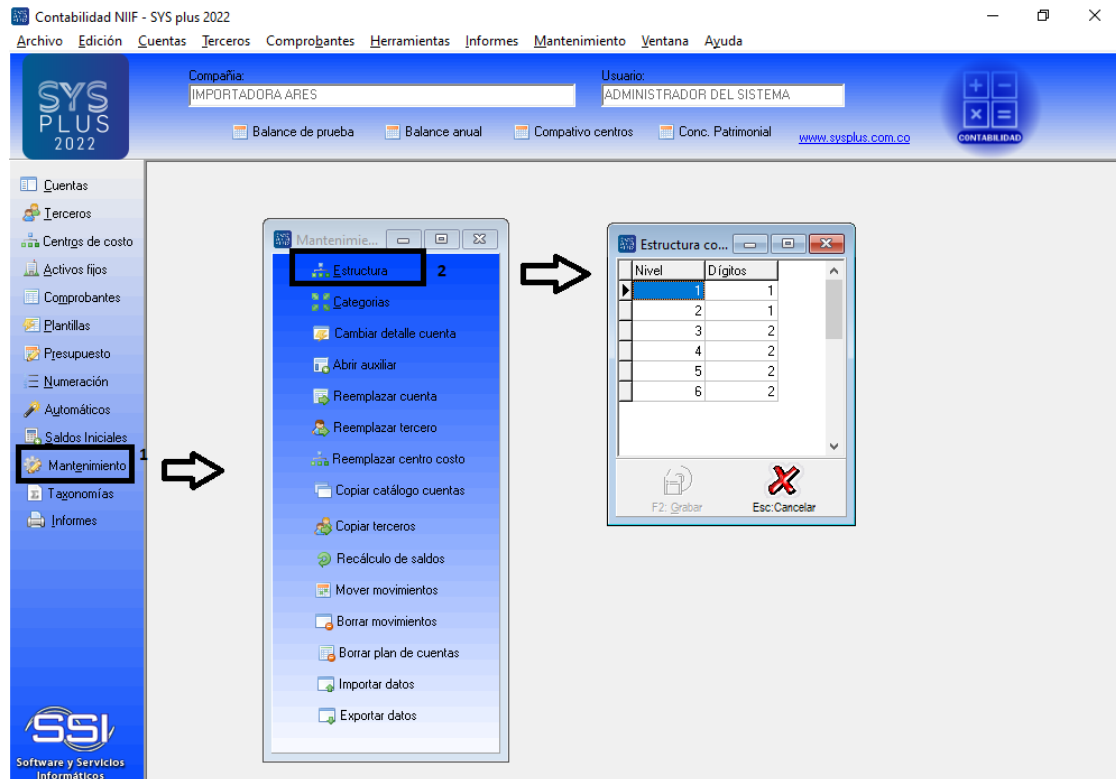 Contabilidad NIIF - SYS plus 2022
Archivo Edición Cuentas Terceros Comprobantes Herramientas Informes Mantenimiento Ventana Ayuda
SYS
PLUS
2022
Compañia:
IMPORTADORA ARES
Usuario:
ADMINISTRADOR DEL SISTEMA
Balance de prueba Balance anual Compativo centros Conc. Patrimonial www.sysplus.com.co
CONTABILIDAD
Cuentas
Terceros
Centros de costo
Activos fijos
Comprobantes
Plantillas
Presupuesto
Numeración
Automáticos
Saldos Iniciales
Mantenimiento 1
Taxonomías
Informes
SSI
Software y Servicios
Informáticos
Mantenimie...
Estructura 2
Categorias
Cambiar detalle cuenta
Abrir auxiliar
Reemplazar cuenta
Reemplazar tercero
Reemplazar centro costo
Copiar catálogo cuentas
Copiar terceros
Recálculo de saldos
Mover movimientos
Borrar movimientos
Borrar plan de cuentas
Importar datos
Exportar datos
Estructura co...
Nivel Dígitos
1 1
2 1
3 2
4 2
5 2
6 2
F2: Grabar Esc:Cancelar